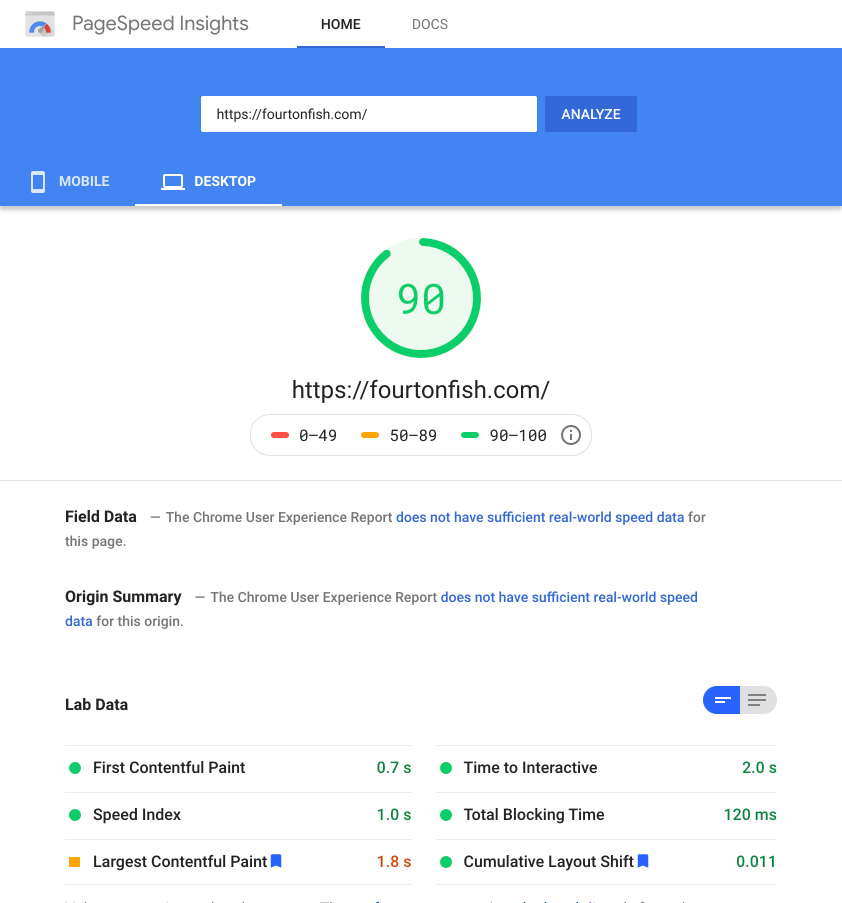 PageSpeed Insights
HOME
DOCS
https://fourtonfish.com/
ANALYZE
MOBILE
DESKTOP
90
https://fourtonfish.com/
0–49
50–89
90–100
Field Data — The Chrome User Experience Report does not have sufficient real-world speed data for
this page.
Origin Summary — The Chrome User Experience Report does not have sufficient real-world speed
data for this origin.
Lab Data
First Contentful Paint 0.7 s
Time to Interactive 2.0 s
Speed Index 1.0 s
Total Blocking Time 120 ms
Largest Contentful Paint 1.8 s
Cumulative Layout Shift 0.011